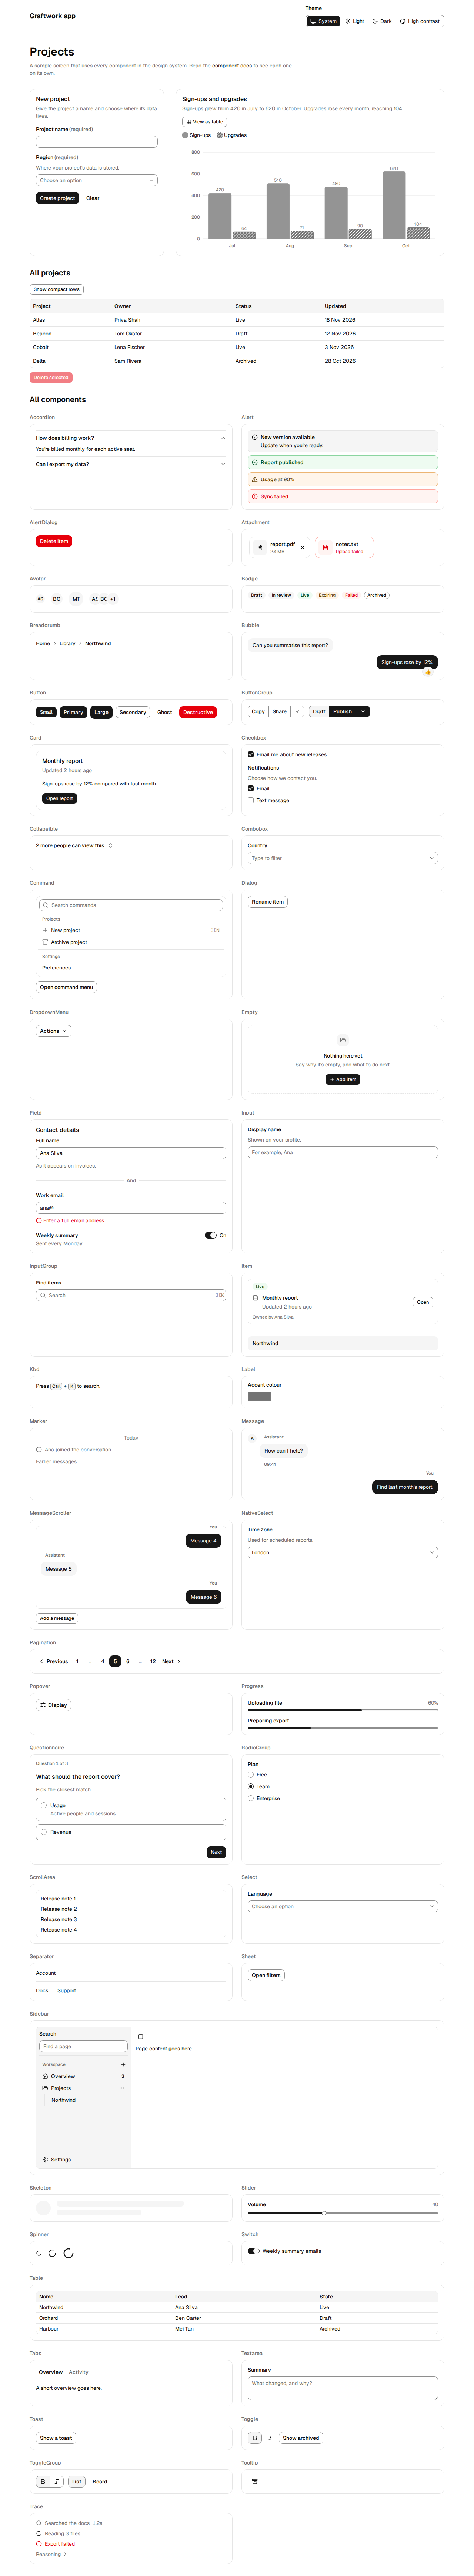 Graftwork app
Theme
System Light Dark High contrast
Projects
A sample screen that uses every component in the design system. Read the component docs to see each one
on its own.
New project
Give the project a name and choose where its data
lives.
Project name (required)
Region (required)
Where your project's data is stored.
Choose an option
Create project Clear
Sign-ups and upgrades
Sign-ups grew from 420 in July to 620 in October. Upgrades lose every month, reaching 104.
View as table
Sign-ups Upgrades
800
600
400
200
0
420
510
480
620
71
90
104
Jul Aug Sep Oct
All projects
Show compact rows
Project Owner Status Updated
Atlas Priya Shah Live 18 Nov 2026
Beacon Tom Okafor Draft 12 Nov 2026
Cobalt Lena Fischer Live 3 Nov 2026
Delta Sam Rivera Archived 28 Oct 2026
Delete selected
All components
Accordion
How does billing work?
You're billed monthly for each active seat.
Can I export my data?
Alert
New version available
Update when you're ready.
Report published
Usage at 90%
Sync failed
AlertDialog
Delete item
Attachment
report.pdf
2.4 MB
notes.txt
Upload failed
Avatar
AS BC MT +1
Badge
Draft In review Live Expiring Failed Archived
Breadcrumb
Home Library Northwind
Bubble
Can you summarise this report?
Sign-ups rose by 12%.
Button
Small Primary Large Secondary Ghost Destructive
ButtonGroup
Copy Share Draft Publish
Card
Monthly report
Updated 2 hours ago
Sign-ups rose by 12% compared with last month.
Open report
Checkbox
Email me about new releases
Notifications
Choose how we contact you.
Email
Text message
Collapsible
2 more people can view this
Combobox
Country
Type to filter
Command
Search commands
Projects
New project
Archive project
Settings
Preferences
Open command menu
Dialog
Rename item
DropdownMenu
Actions
Empty
Nothing here yet
Say why it's empty, and what to do next.
Add item
Field
Contact details
Full name
Ana Silva
As it appears on invoices.
And
Work email
ana@
Enter a full email address.
Weekly summary On
Sent every Monday.
Input
Display name
Shown on your profile.
For example, Ana
InputGroup
Find items
Search
Item
Live
Monthly report
Updated 2 hours ago
Owned by Ana Silva
Open
Northwind
Kbd
Press Ctrl + K to search.
Label
Accent colour
Marker
Today
Ana joined the conversation
Earlier messages
Message
A
Assistant
How can I help?
09:41
You
Find last month's report.
MessageScroller
You
Message 4
Assistant
Message 5
You
Message 6
Add a message
NativeSelect
Time zone
Used for scheduled reports.
London
Pagination
Previous 1 … 4 5 6 … 12 Next
Popover
Display
Progress
Uploading file 60%
Preparing export
Questionnaire
Question 1 of 3
What should the report cover?
Pick the closest match.
Usage
Active people and sessions
Revenue
Next
RadioGroup
Plan
Free
Team
Enterprise
ScrollArea
Release note 1
Release note 2
Release note 3
Release note 4
Select
Language
Choose an option
Separator
Account
Docs Support
Sheet
Open filters
Sidebar
Search
Find a page
Workspace
Overview 3
Projects
Northwind
Settings
Page content goes here.
Skeleton
Slider
Volume 40
Spinner
Switch
Weekly summary emails
Table
Name Lead State
Northwind Ana Silva Live
Orchard Ben Carter Draft
Harbour Mei Tan Archived
Tabs
Overview Activity
A short overview goes here.
Textarea
Summary
What changed, and why?
Toast
Show a toast
Toggle
B I Show archived
ToggleGroup
B I List Board
Tooltip
Trace
Searched the docs 1.2s
Reading 3 files
Export failed
Reasoning